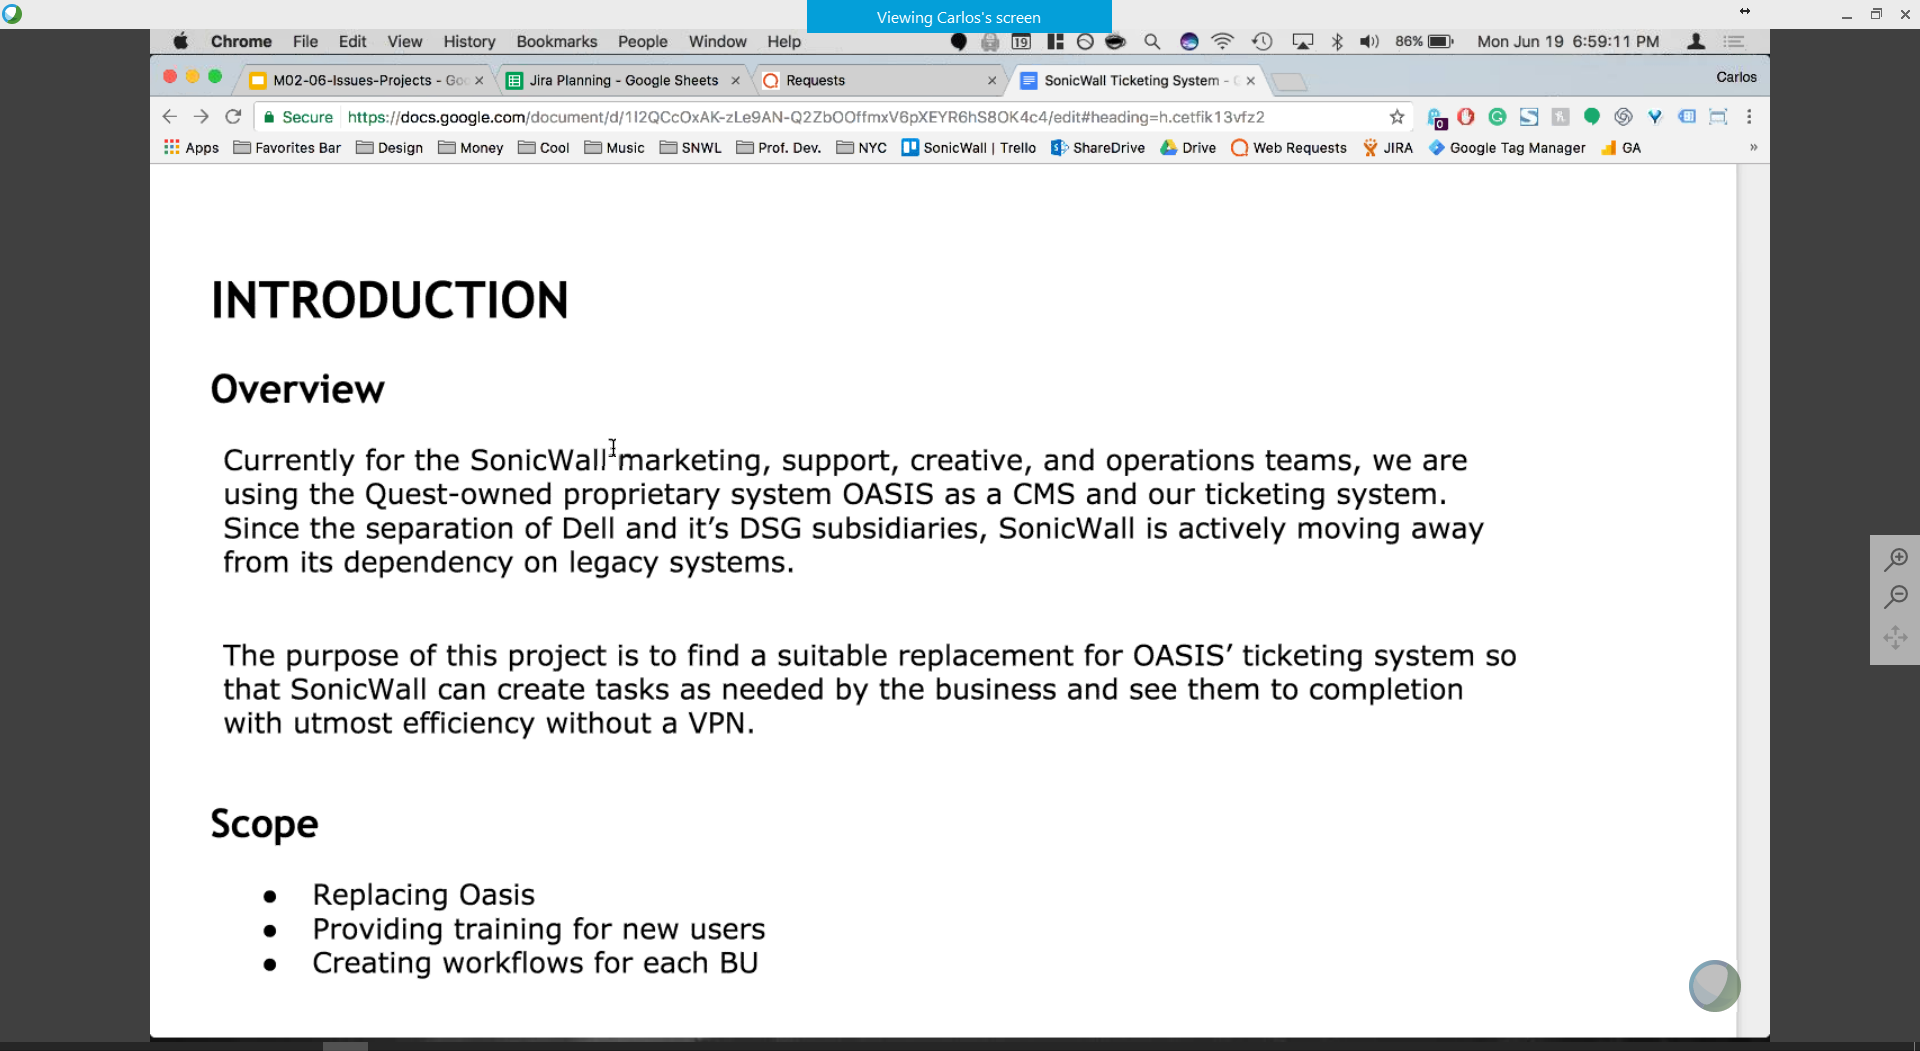 Viewing Carlos's screen
Chrome File Edit View History Bookmarks People Window Help 19 86% Mon Jun 19 6:59:11 PM
M02-06-Issues-Projects - Goo Jira Planning - Google Sheets Requests SonicWall Ticketing System - Carlos
Secure https://docs.google.com/document/d/1I2QCcOxAK-zLe9AN-Q2ZbOOffmxV6pXEYR6hS8OK4c4/edit#heading=h.cetfik13vfz2 0
Apps Favorites Bar Design Money Cool Music SNWL Prof. Dev. NYC SonicWall | Trello ShareDrive Drive Web Requests JIRA Google Tag Manager GA »
INTRODUCTION
Overview
Currently for the SonicWall marketing, support, creative, and operations teams, we are
using the Quest-owned proprietary system OASIS as a CMS and our ticketing system.
Since the separation of Dell and it’s DSG subsidiaries, SonicWall is actively moving away
from its dependency on legacy systems.
The purpose of this project is to find a suitable replacement for OASIS’ ticketing system so
that SonicWall can create tasks as needed by the business and see them to completion
with utmost efficiency without a VPN.
Scope
● Replacing Oasis
● Providing training for new users
● Creating workflows for each BU